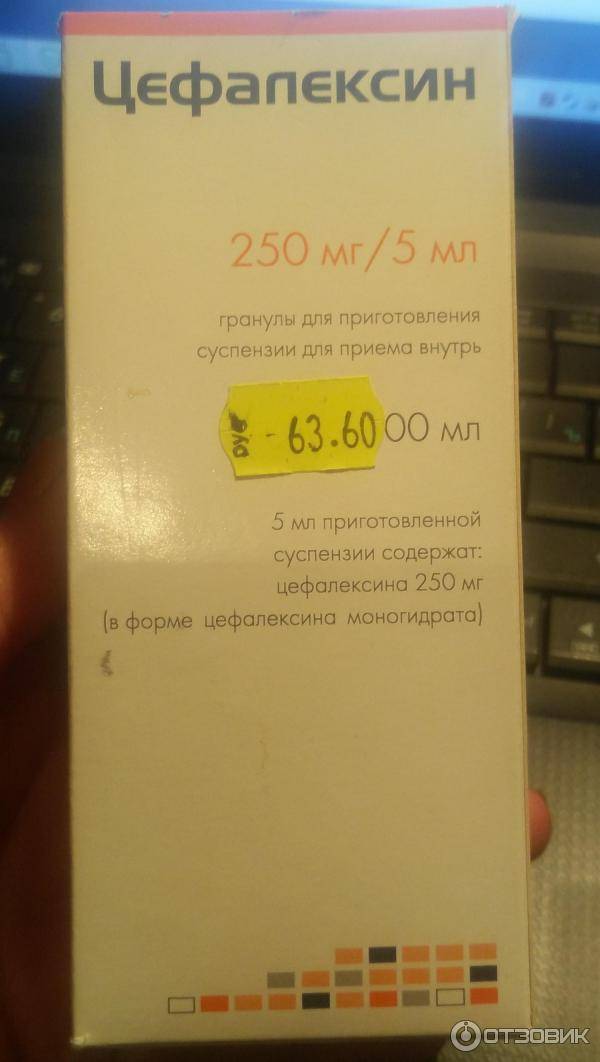 Цефалексин
250 мг/5 мл
гранулы для приготовления
суспензии для приема внутрь
руб - 63.60
00 мл
5 мл приготовленной
суспензии содержат:
цефалексина 250 мг
(в форме цефалексина моногидрата)
ОТЗОВИК